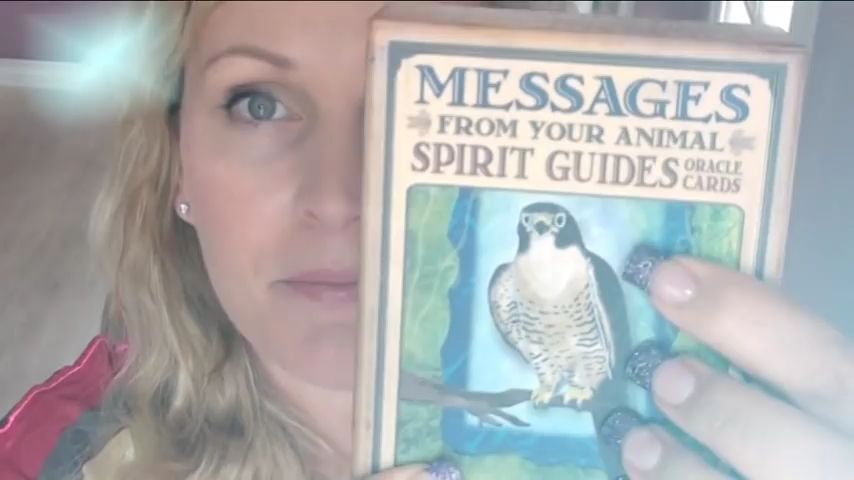 MESSAGES
FROM YOUR ANIMAL
SPIRIT GUIDES ORACLE
CARDS